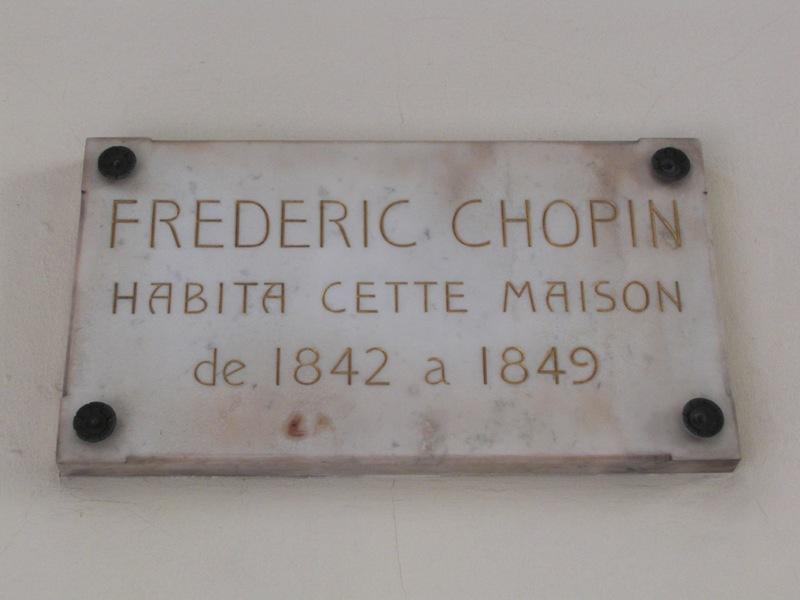 FREDERIC CHOPIN
HABITA CETTE MAISON
de 1842 a 1849